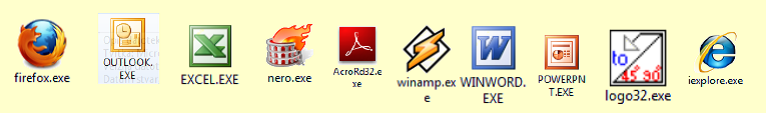 firefox.exe
OUTLOOK.
EXE
EXCEL.EXE
nero.exe
AcroRd32.e
xe
winamp.ex
e
WINWORD.
EXE
POWERPN
T.EXE
to
45° 90°
logo32.exe
iexplore.exe